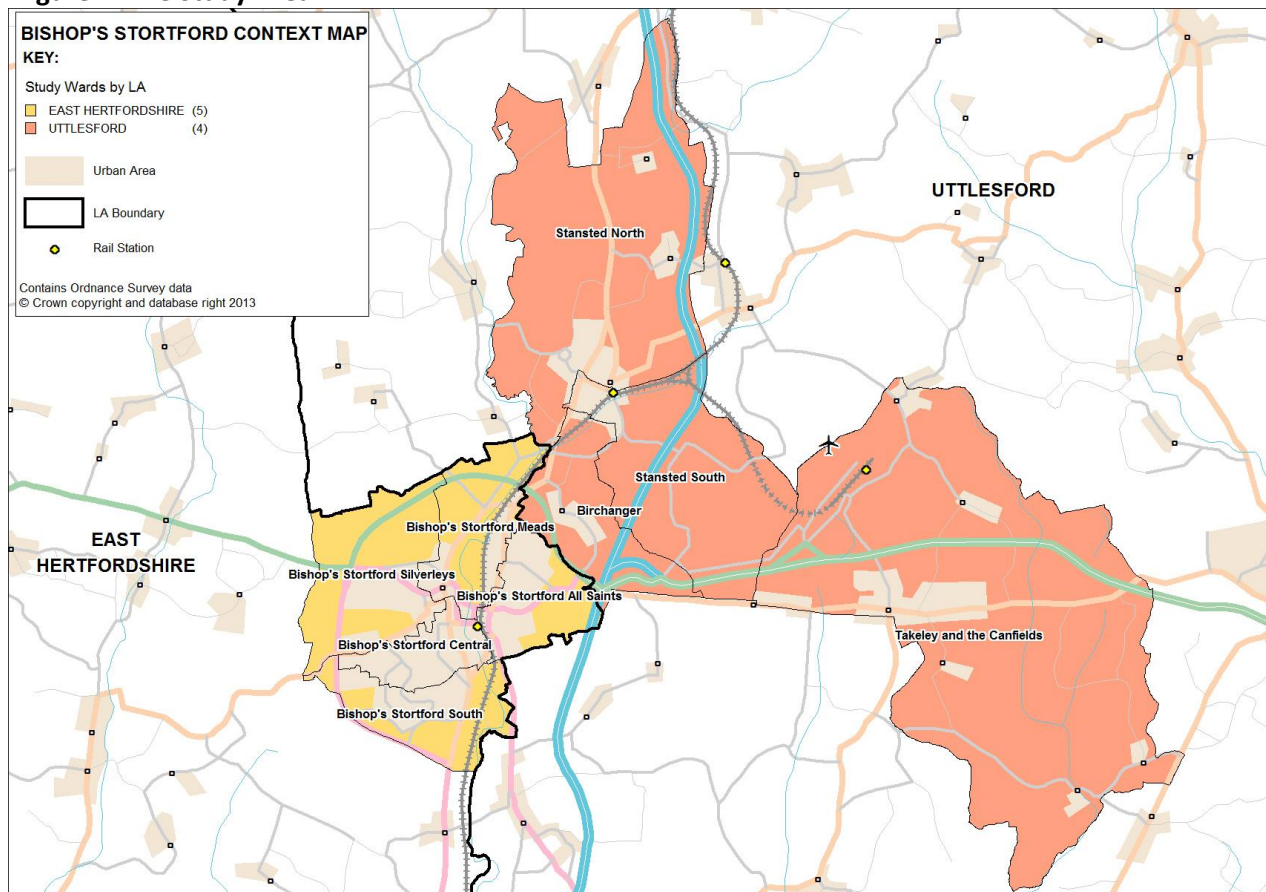 BISHOP'S STORTFORD CONTEXT MAP
KEY:
Study Wards by LA
EAST HERTFORDSHIRE (5)
UTTLESFORD (4)
Urban Area
LA Boundary
Rail Station
Contains Ordnance Survey data
© Crown copyright and database right 2013
UTTLESFORD
Stansted North
Stansted South
Birchanger
Bishop's Stortford Meads
EAST
HERTFORDSHIRE
Bishop's Stortford Silverleys
Bishop's Stortford All Saints
Takeley and the Canfields
Bishop's Stortford Central
Bishop's Stortford South